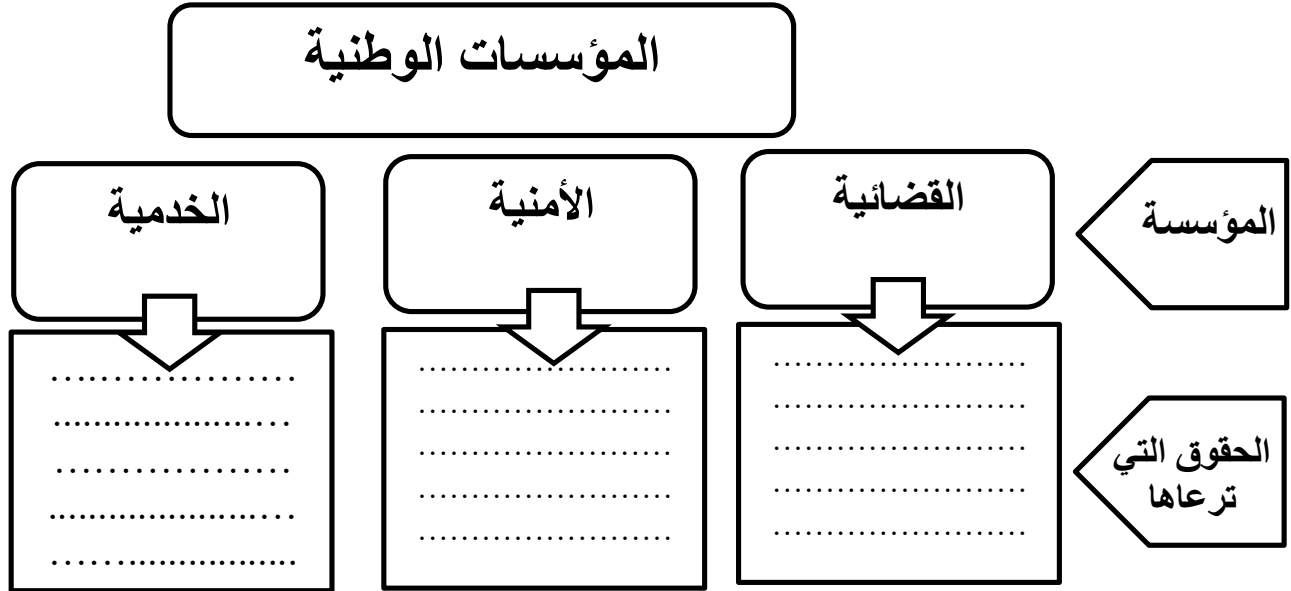 المؤسسات الوطنية
المؤسسة
القضائية
الأمنية
الخدمية
الحقوق التي
ترعاها